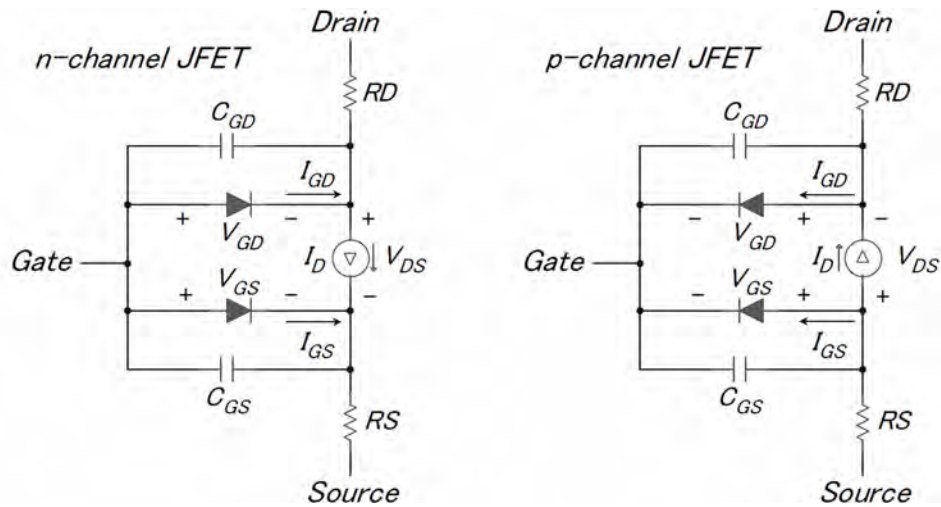 Drain
n-channel JFET
RD
C_GD
I_GD
+ − +
V_GD
Gate
I_D
V_DS
V_GS
+ − −
I_GS
C_GS
RS
Source
Drain
p-channel JFET
RD
C_GD
I_GD
− + −
V_GD
Gate
I_D
V_DS
V_GS
− + +
I_GS
C_GS
RS
Source